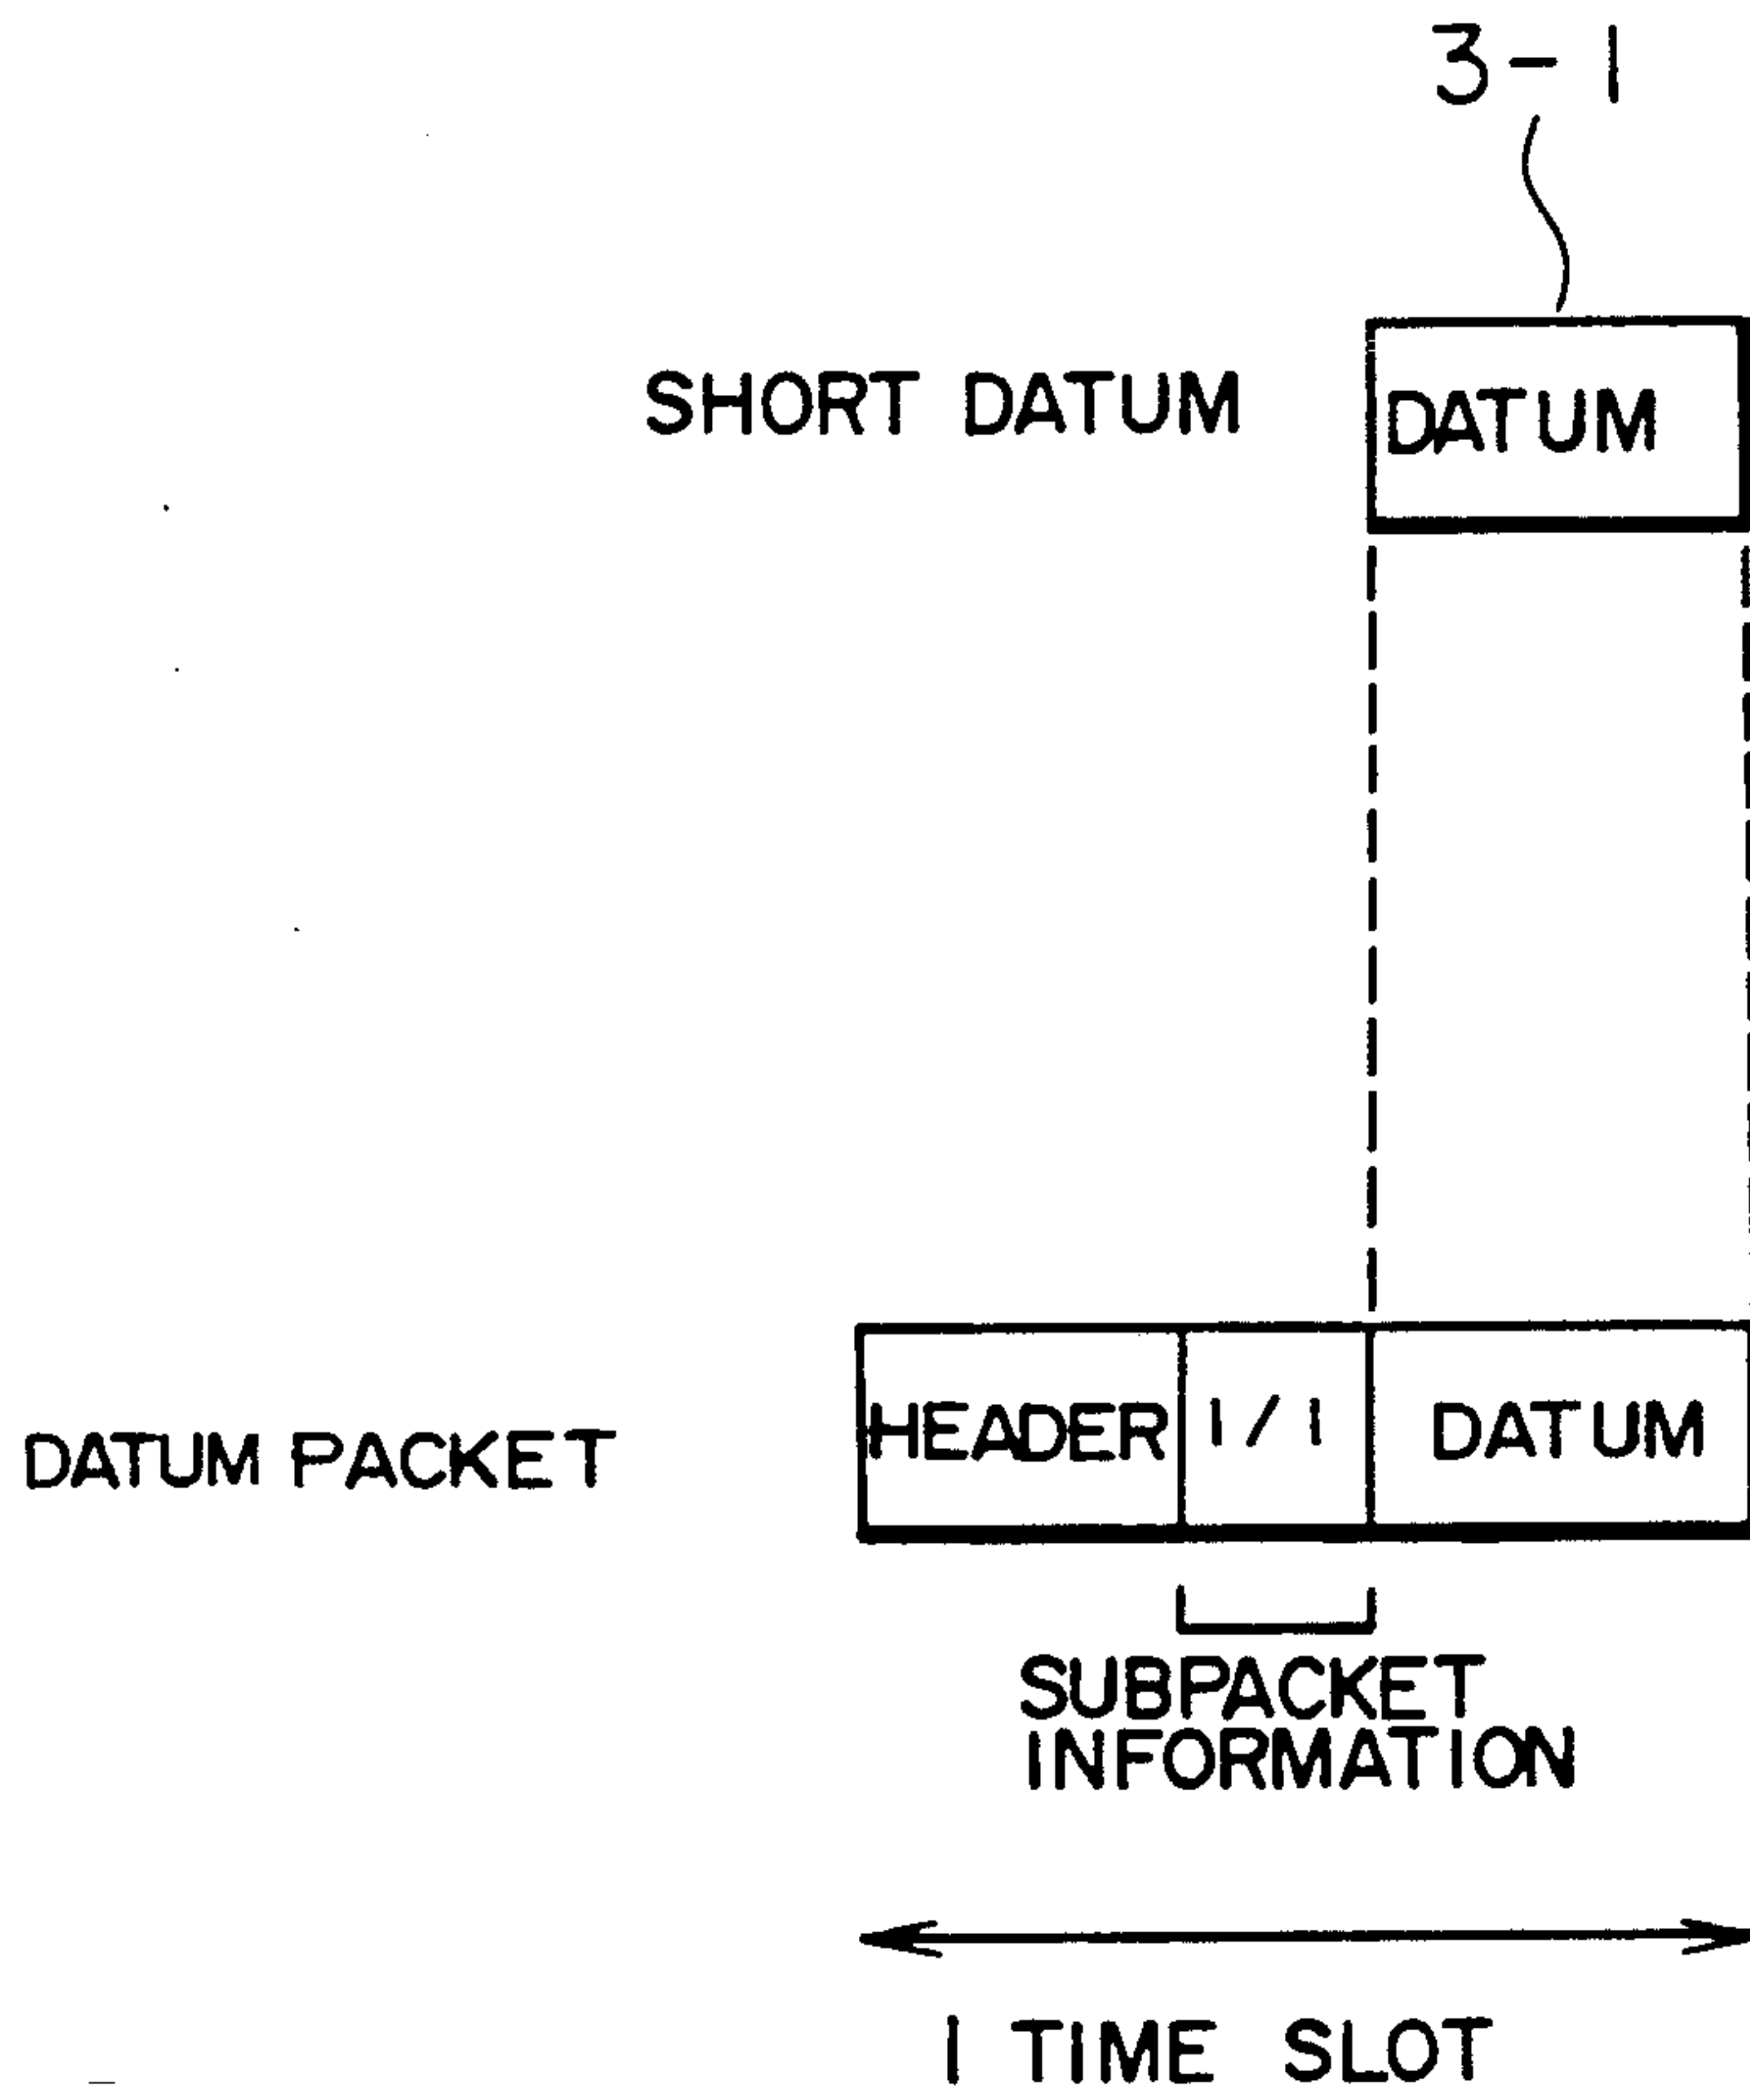 3-1
SHORT DATUM
DATUM
HEADER
1/1
DATUM
DATUM PACKET
SUBPACKET
INFORMATION
1 TIME SLOT